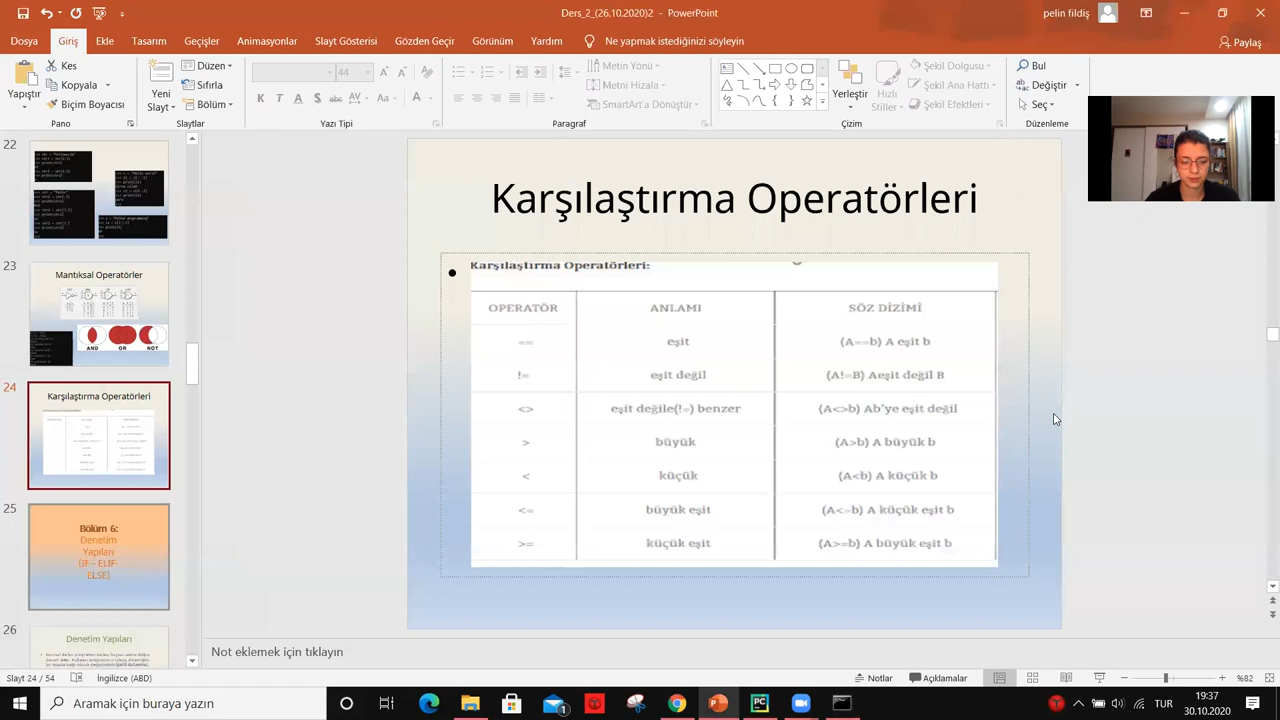 Ders_(26.10.2020)2 - PowerPoint
pelin fildiş
Dosya Giriş Ekle Tasarım Geçişler Animasyonlar Slayt Gösterisi Gözden Geçir Görünüm Yardım Ne yapmak istediğinizi söyleyin Paylaş
Yapıştır
Kes
Kopyala
Biçim Boyacısı
Pano
Yeni
Slayt
Düzen
Sıfırla
Bölüm
Slaytlar
44
K T A S abc AV Aa A
Yazı Tipi
Metin Yönü
Metni Hizala
SmartArt'a Dönüştür
Paragraf
Yerleştir
Hızlı
Stiller
Şekil Dolgusu
Şekil Ana Hattı
Şekil Efektleri
Çizim
Bul
Değiştir
Seç
Düzenleme
22
23
Mantıksal Operatörler
AND OR NOT
24
Karşılaştırma Operatörleri
25
Bölüm 6:
Denetim
Yapıları
(IF – ELIF-
ELSE)
26
Denetim Yapıları
Karşılaştırma Operatörleri
Karşılaştırma Operatörleri:
OPERATÖR ANLAMI SÖZ DİZİMİ
== eşit (A==b) A eşit b
!= eşit değil (A!=B) Aeşit değil B
<> eşit değile(!=) benzer (A<>b) Ab'ye eşit değil
> büyük (A>b) A büyük b
< küçük (A<b) A küçük b
<= büyük eşit (A<=b) A küçük eşit b
>= küçük eşit (A>=b) A büyük eşit b
Not eklemek için tıklayın
Slayt 24 / 54 İngilizce (ABD) Notlar Açıklamalar %82
Aramak için buraya yazın
1
TUR
19:37
30.10.2020